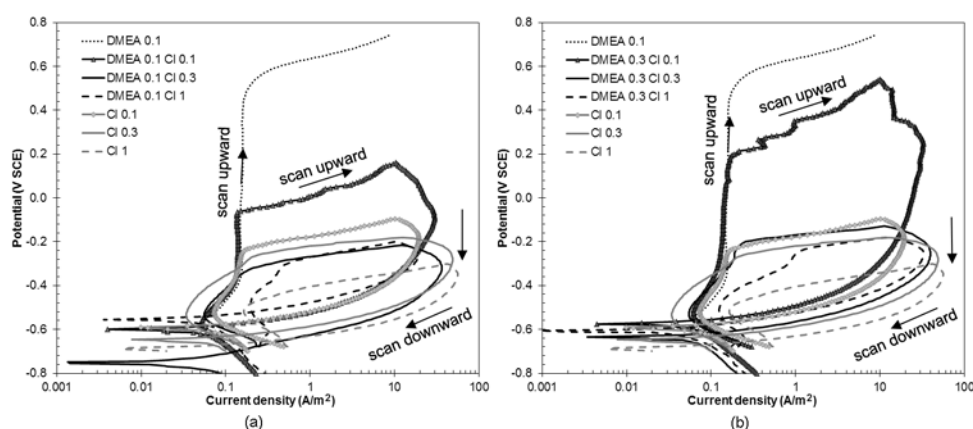 0.8
0.6
0.4
0.2
0.0
-0.2
-0.4
-0.6
-0.8
Potential (V SCE)
DMEA 0.1
DMEA 0.1 Cl 0.1
DMEA 0.1 Cl 0.3
DMEA 0.1 Cl 1
Cl 0.1
Cl 0.3
Cl 1
scan upward
scan upward
scan downward
0.001
0.01
0.1
1
10
100
Current density (A/m²)
(a)
0.8
0.6
0.4
0.2
0.0
-0.2
-0.4
-0.6
-0.8
Potential (V SCE)
DMEA 0.1
DMEA 0.3 Cl 0.1
DMEA 0.3 Cl 0.3
DMEA 0.3 Cl 1
Cl 0.1
Cl 0.3
Cl 1
scan upward
scan upward
scan downward
0.001
0.01
0.1
1
10
100
Current density (A/m²)
(b)